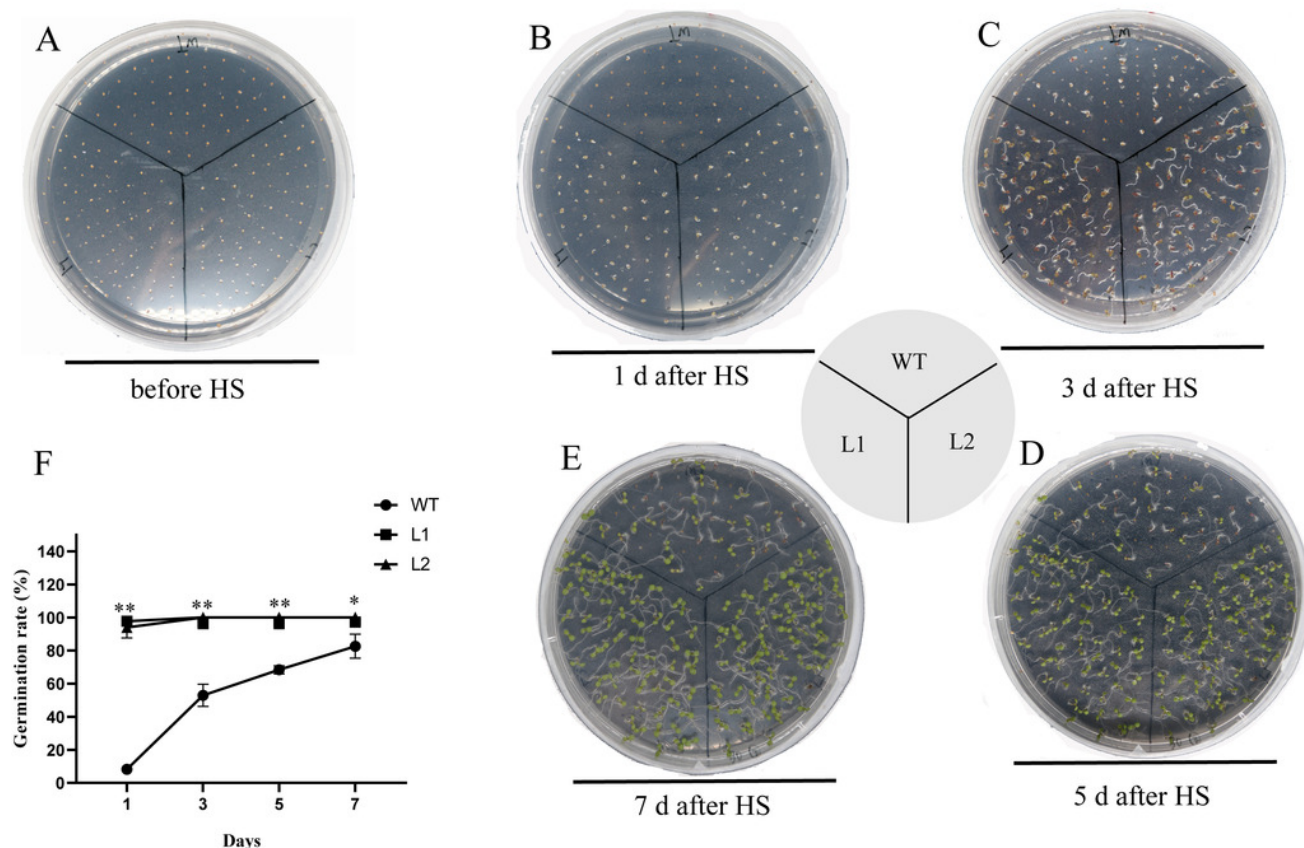 A
before HS
B
1 d after HS
C
3 d after HS
WT
L1
L2
F
WT
L1
L2
Germination rate (%)
140
120
100
80
60
40
20
0
**
**
**
*
1
3
5
7
Days
E
7 d after HS
D
5 d after HS